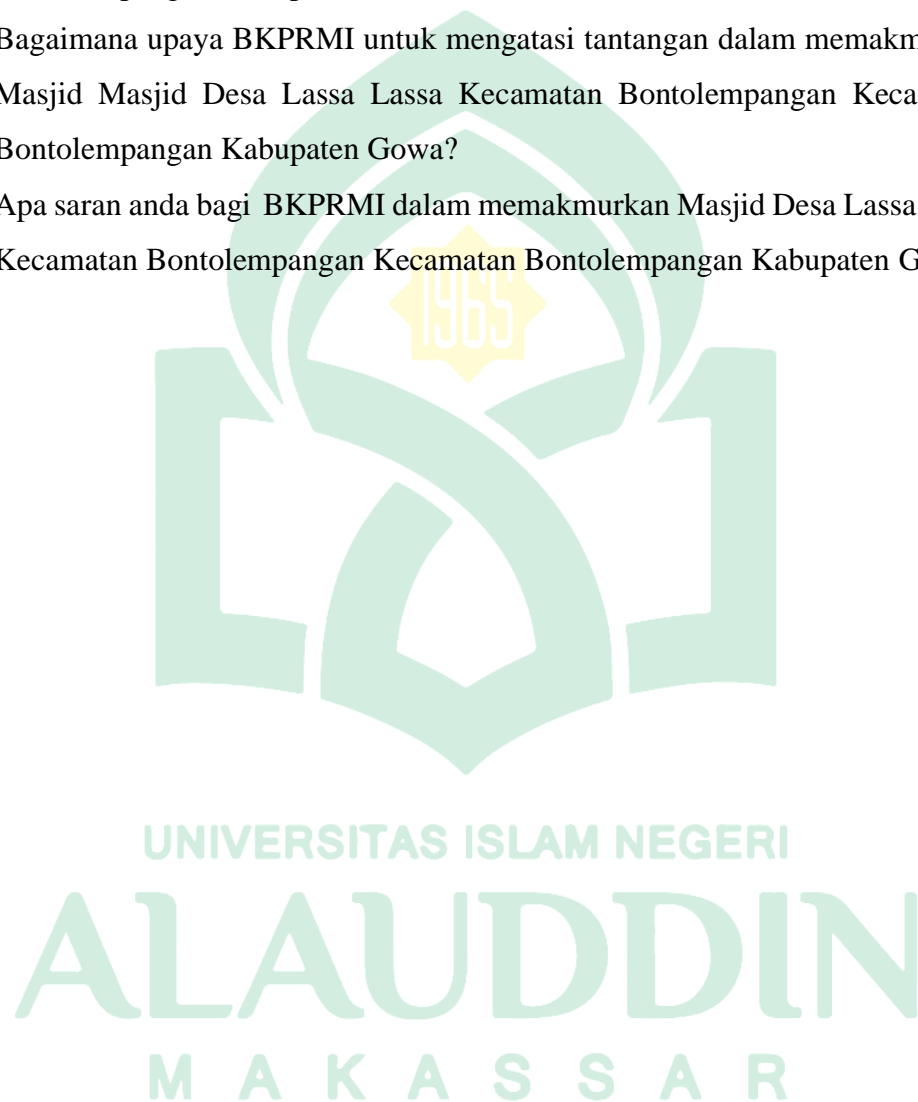 Bagaimana upaya BKPRMI untuk mengatasi tantangan dalam memakm
Masjid Masjid Desa Lassa Lassa Kecamatan Bontolempangan Keca
Bontolempangan Kabupaten Gowa?
Apa saran anda bagi BKPRMI dalam memakmurkan Masjid Desa Lassa
Kecamatan Bontolempangan Kecamatan Bontolempangan Kabupaten G
1965
UNIVERSITAS ISLAM NEGERI
ALAUDDIN
MAKASSAR